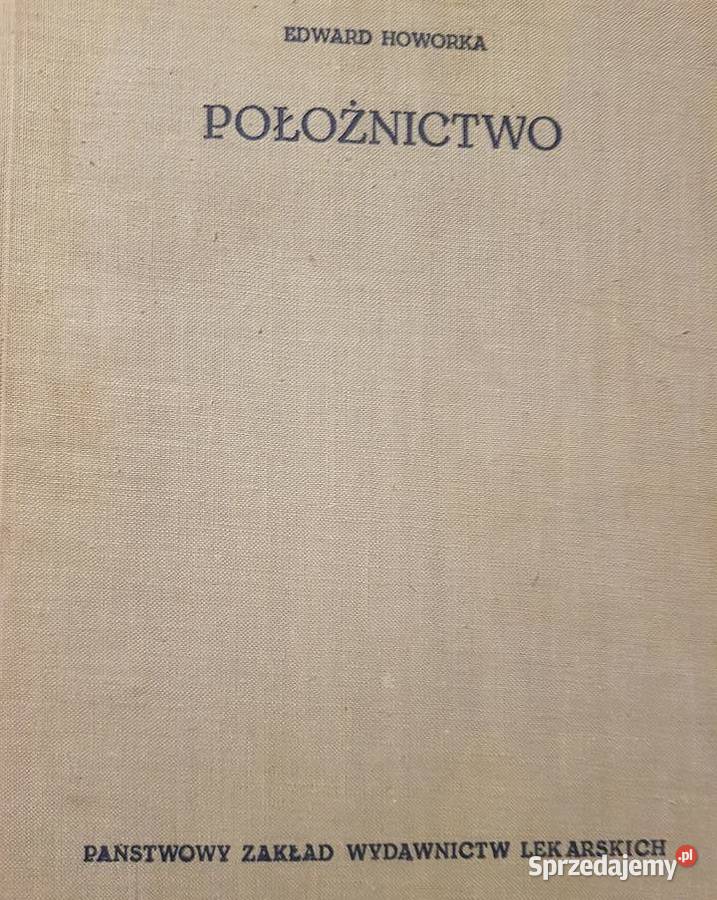 EDWARD HOWORKA
POŁOŻNICTWO
PAŃSTWOWY ZAKŁAD WYDAWNICTW LEKARSKICH
Sprzedajemy.pl